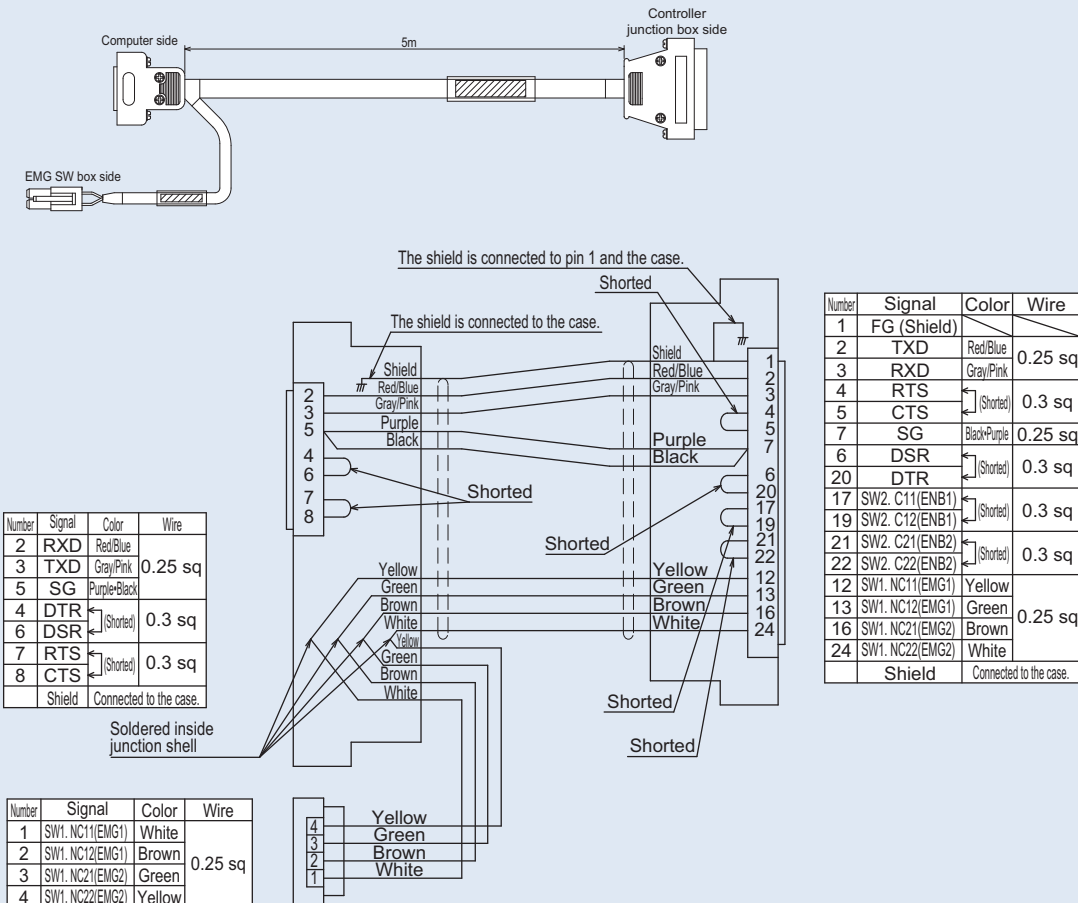 Controller
junction box side
Computer side
5m
EMG SW box side
The shield is connected to pin 1 and the case.
Shorted
The shield is connected to the case.
Shield
Red/Blue
Gray/Pink
Purple
Black
2
3
5
4
6
7
8
Shorted
Shield
Red/Blue
Gray/Pink
Purple
Black
1
2
3
4
5
7
6
20
17
19
21
22
12
13
16
24
Shorted
Yellow
Green
Brown
White
Yellow
Green
Brown
White
Yellow
Green
Brown
White
Shorted
Shorted
Soldered inside
junction shell
Number Signal Color Wire
1 FG (Shield)
2 TXD Red/Blue 0.25 sq
3 RXD Gray/Pink
4 RTS (Shorted) 0.3 sq
5 CTS
7 SG Black•Purple 0.25 sq
6 DSR (Shorted) 0.3 sq
20 DTR
17 SW2. C11(ENB1) (Shorted) 0.3 sq
19 SW2. C12(ENB1)
21 SW2. C21(ENB2) (Shorted) 0.3 sq
22 SW2. C22(ENB2)
12 SW1. NC11(EMG1) Yellow 0.25 sq
13 SW1. NC12(EMG1) Green
16 SW1. NC21(EMG2) Brown
24 SW1. NC22(EMG2) White
Shield Connected to the case.
Number Signal Color Wire
2 RXD Red/Blue 0.25 sq
3 TXD Gray/Pink
5 SG Purple•Black
4 DTR (Shorted) 0.3 sq
6 DSR
7 RTS (Shorted) 0.3 sq
8 CTS
Shield Connected to the case.
Number Signal Color Wire
1 SW1. NC11(EMG1) White 0.25 sq
2 SW1. NC12(EMG1) Brown
3 SW1. NC21(EMG2) Green
4 SW1. NC22(EMG2) Yellow
4
3
2
1
Yellow
Green
Brown
White